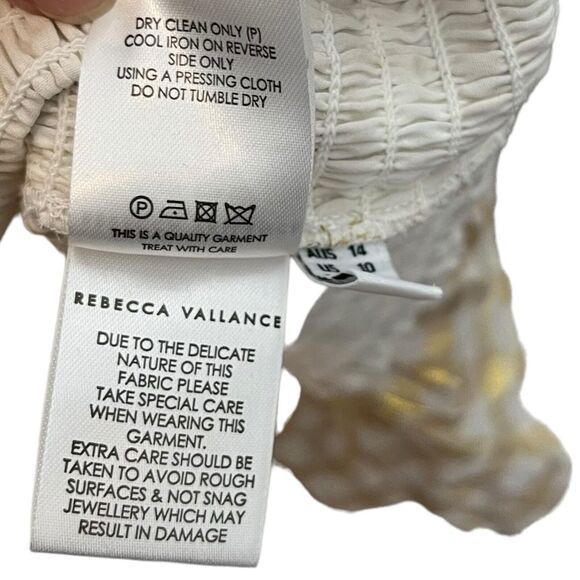 DRY CLEAN ONLY (P)
COOL IRON ON REVERSE
SIDE ONLY
USING A PRESSING CLOTH
DO NOT TUMBLE DRY
P
THIS IS A QUALITY GARMENT
TREAT WITH CARE
AUS 14
US 10
REBECCA VALLANCE
DUE TO THE DELICATE
NATURE OF THIS
FABRIC PLEASE
TAKE SPECIAL CARE
WHEN WEARING THIS
GARMENT.
EXTRA CARE SHOULD BE
TAKEN TO AVOID ROUGH
SURFACES & NOT SNAG
JEWELLERY WHICH MAY
RESULT IN DAMAGE